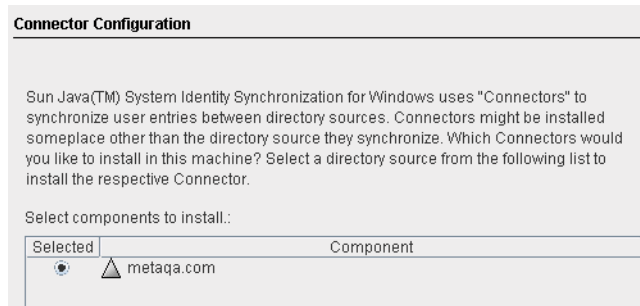 Connector Configuration
Sun Java(TM) System Identity Synchronization for Windows uses "Connectors" to
synchronize user entries between directory sources. Connectors might be installed
someplace other than the directory source they synchronize. Which Connectors would
you like to install in this machine? Select a directory source from the following list to
install the respective Connector.
Select components to install.:
Selected Component
metaqa.com